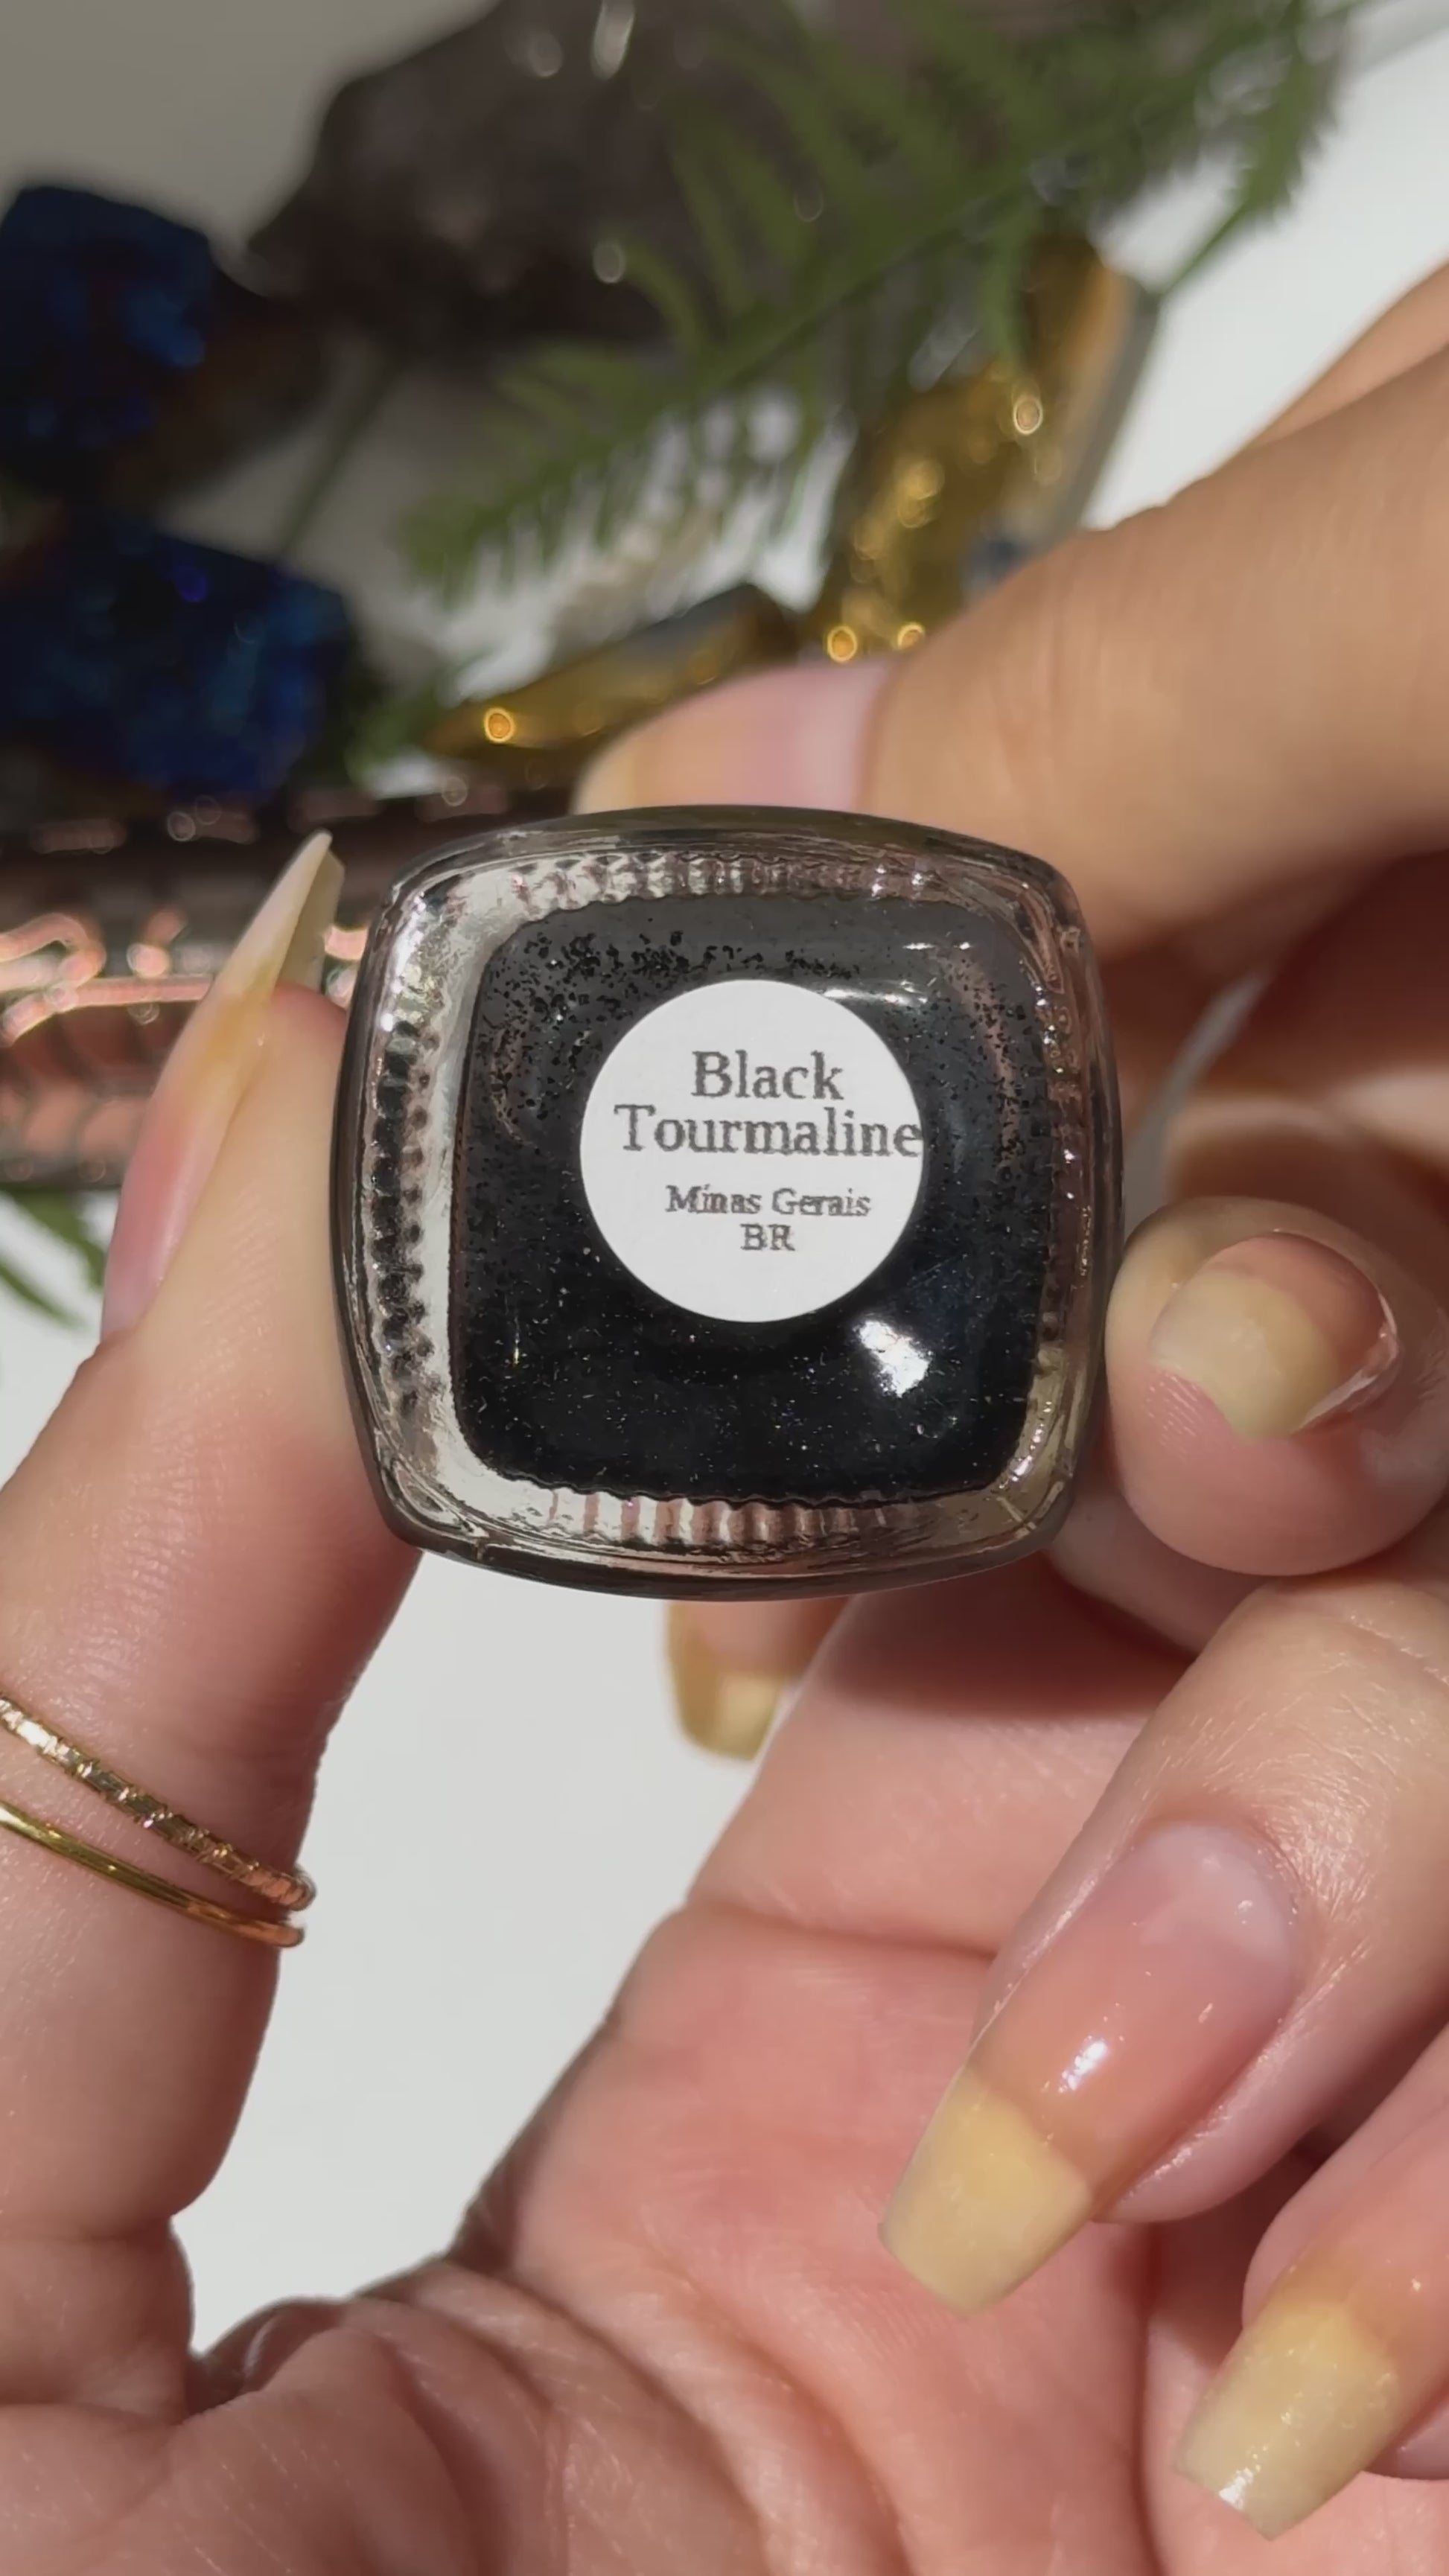 Black
Tourmaline
Minas Gerais
BR